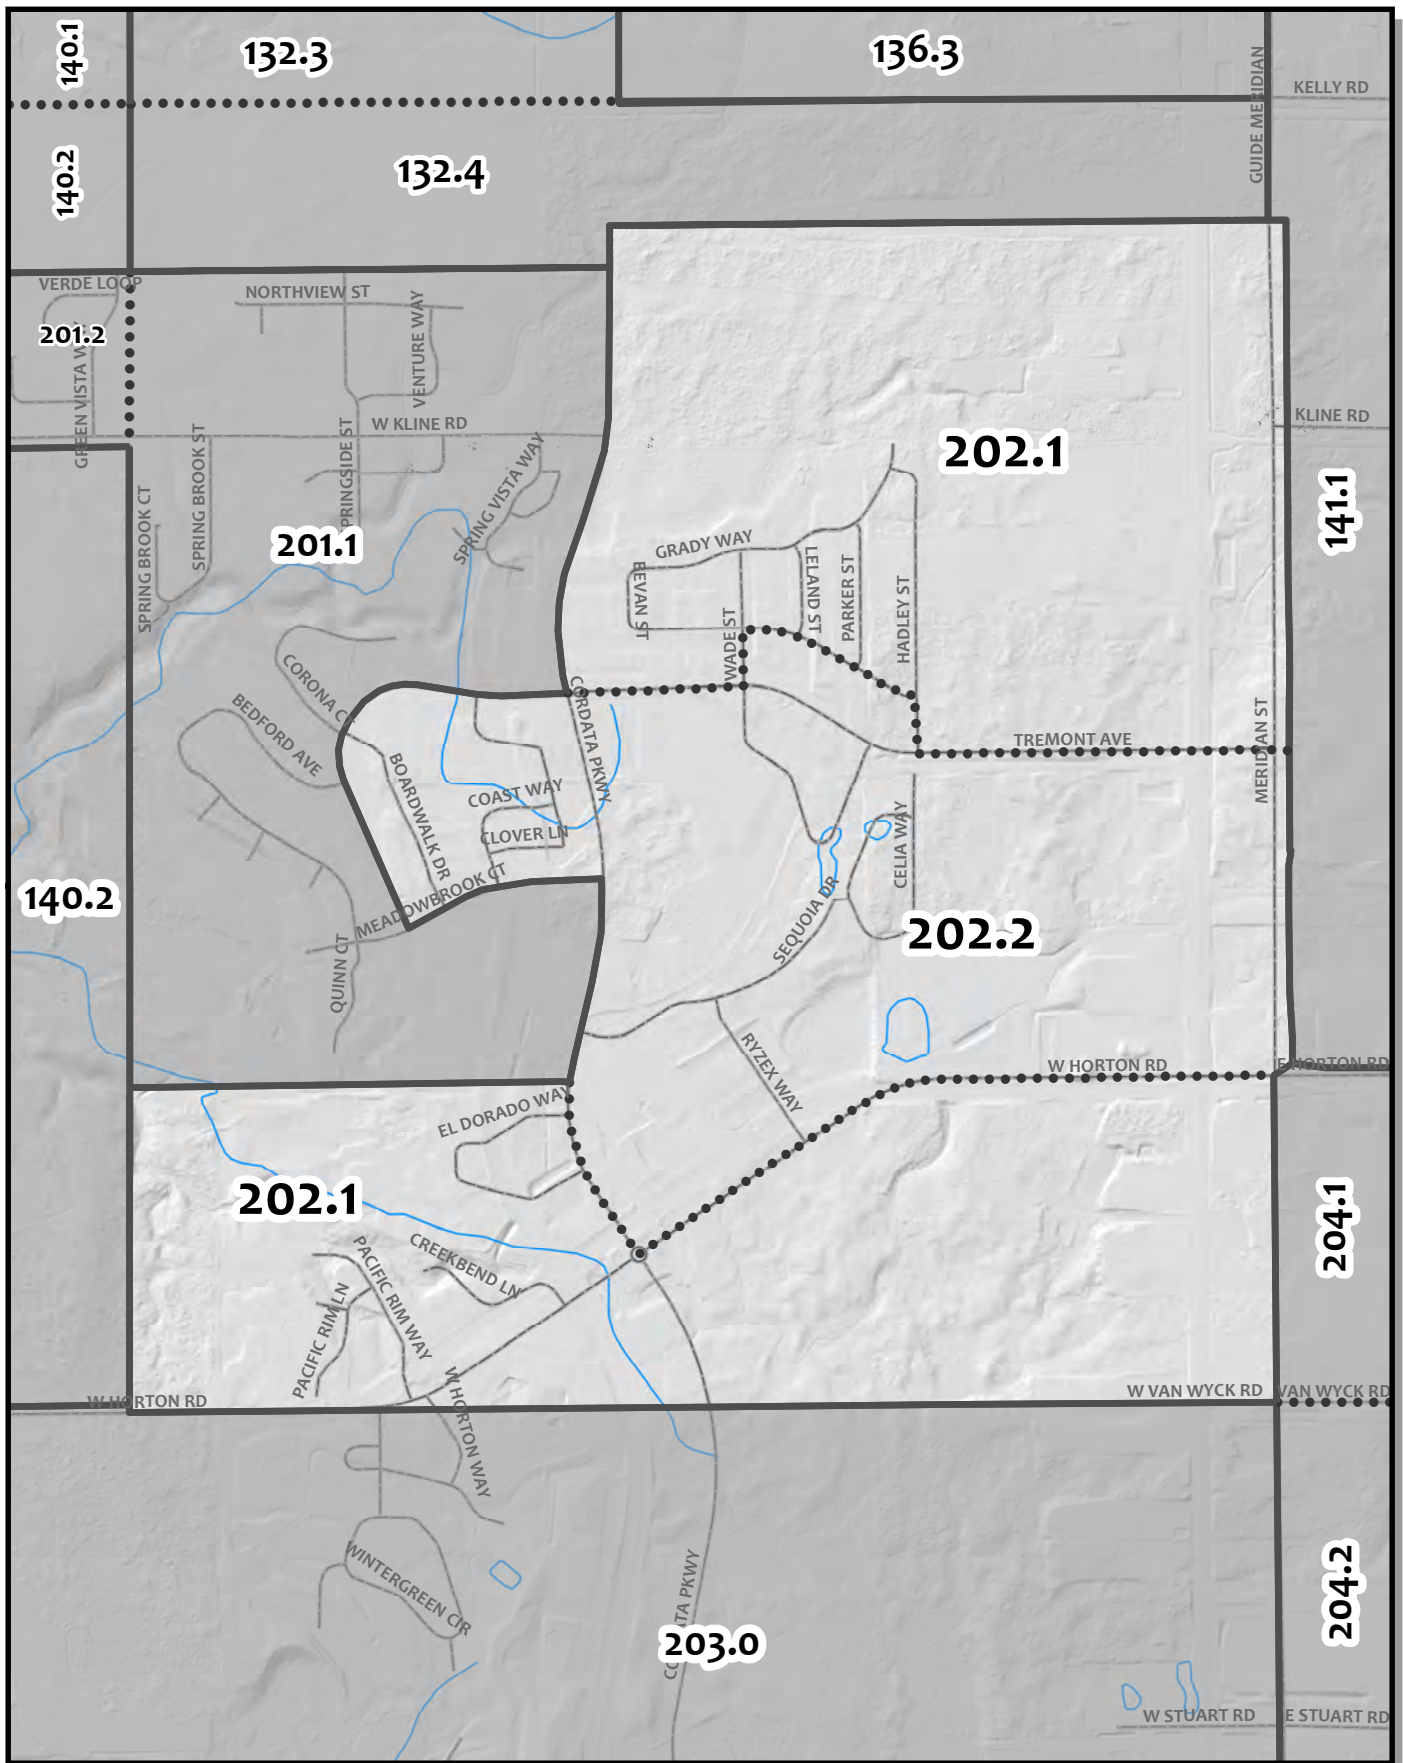 140.1
132.3
136.3
KELLY RD
GUIDE MERIDIAN
140.2
132.4
VERDE LOOP
NORTHVIEW ST
201.2
GREEN VISTA W
VENTURE WAY
W KLINE RD
KLINE RD
SPRING BROOK ST
SPRING BROOK CT
PRINGSIDE ST
SPRING VISTA WAY
201.1
202.1
141.1
GRADY WAY
BEVAN ST
WADE ST
LELAND ST
PARKER ST
HADLEY ST
CORONA CT
BEDFORD AVE
BOARDWALK DR
CORDATA PKWY
TREMONT AVE
MERIDIAN ST
COAST WAY
CLOVER LN
MEADOWBROOK CT
CELIA WAY
SEQUOIA DR
140.2
202.2
QUINN CT
RYZEX WAY
W HORTON RD
E HORTON RD
EL DORADO WAY
202.1
204.1
CREEKBEND LN
PACIFIC RIM WAY
PACIFIC RIM LN
W HORTON RD
W HORTON WAY
W VAN WYCK RD
VAN WYCK RD
WINTERGREEN CIR
CO
TA PKWY
203.0
204.2
W STUART RD
E STUART RD